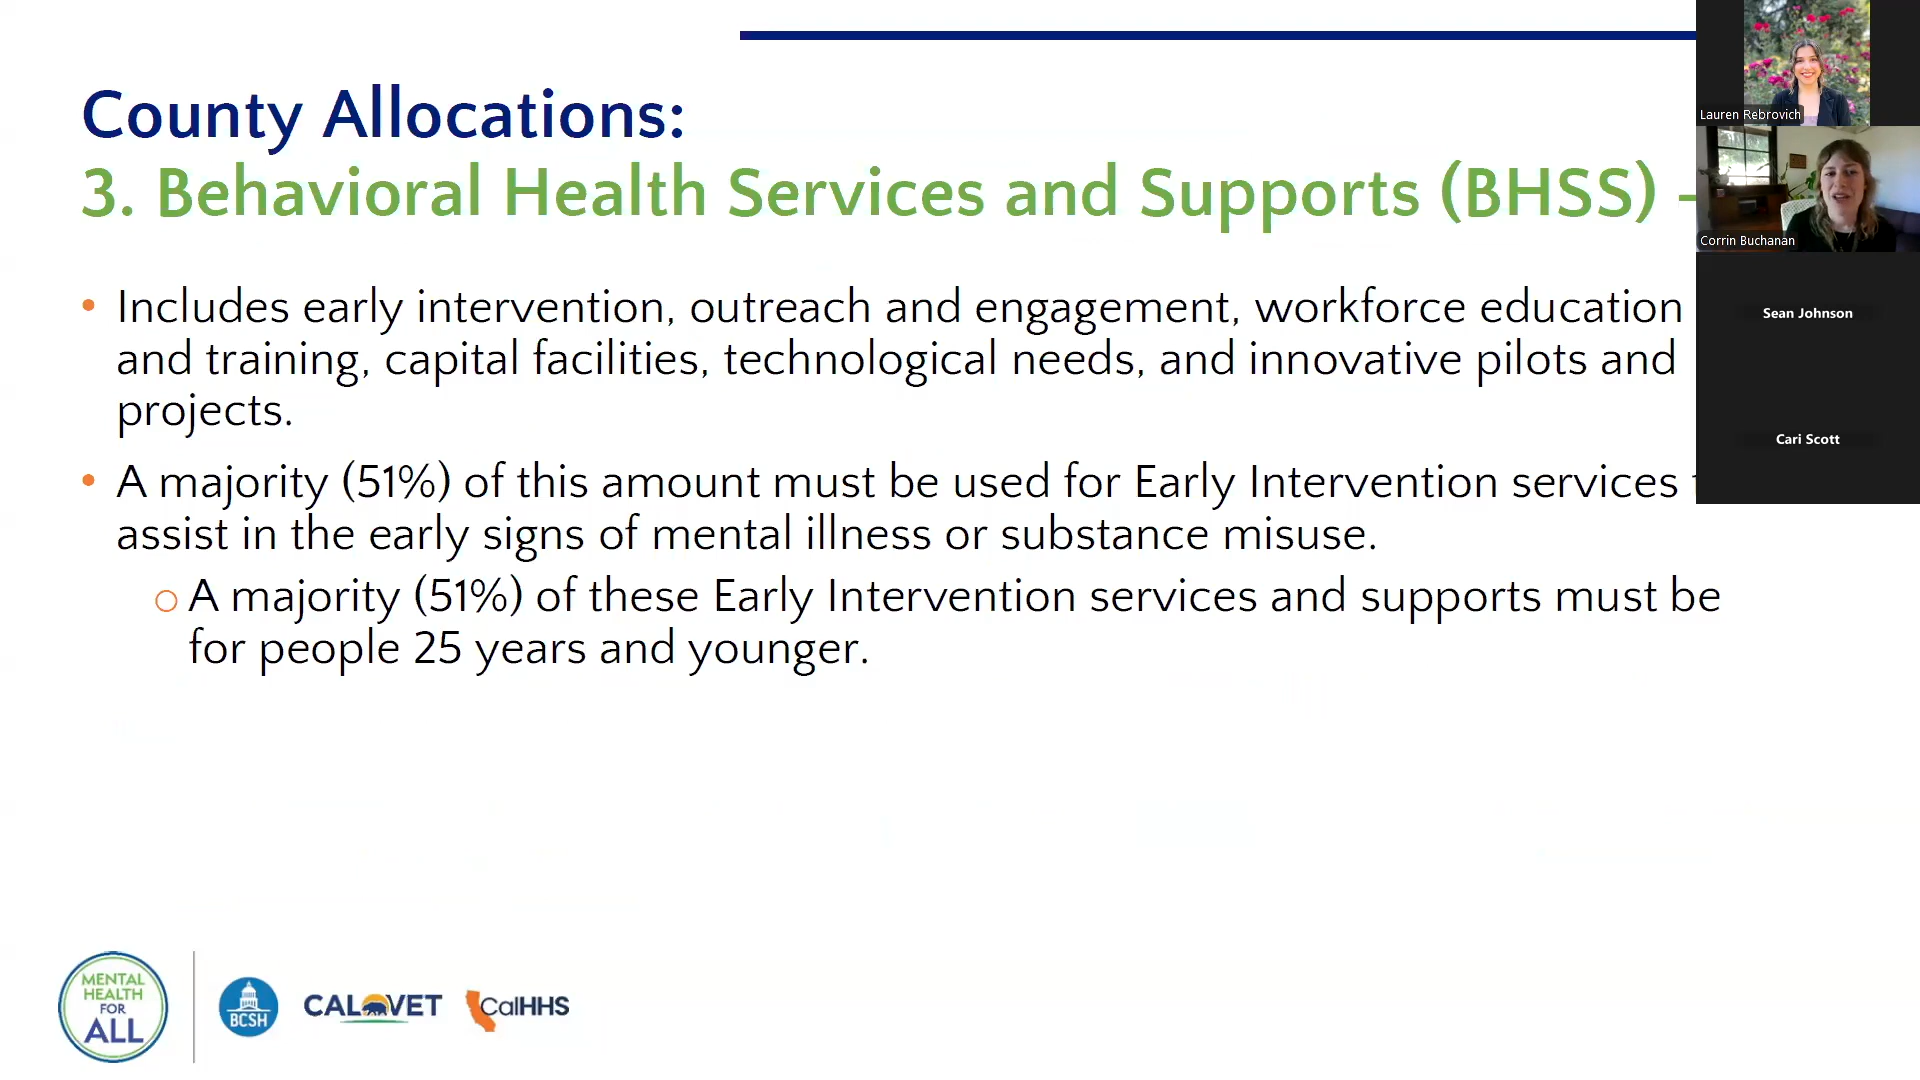 County Allocations:
3. Behavioral Health Services and Supports (BHSS) -
• Includes early intervention, outreach and engagement, workforce education
and training, capital facilities, technological needs, and innovative pilots and
projects.
• A majority (51%) of this amount must be used for Early Intervention services
assist in the early signs of mental illness or substance misuse.
o A majority (51%) of these Early Intervention services and supports must be
for people 25 years and younger.
Lauren Rebrovich
Corrin Buchanan
Sean Johnson
Cari Scott
MENTAL
HEALTH
FOR
ALL
BCSH
CALVET
CalHHS